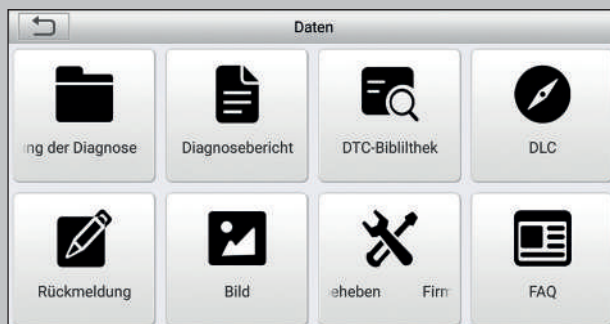 Daten
ng der Diagnose
Diagnosebericht
DTC-Biblilthek
DLC
Rückmeldung
Bild
eheben Firm
FAQ